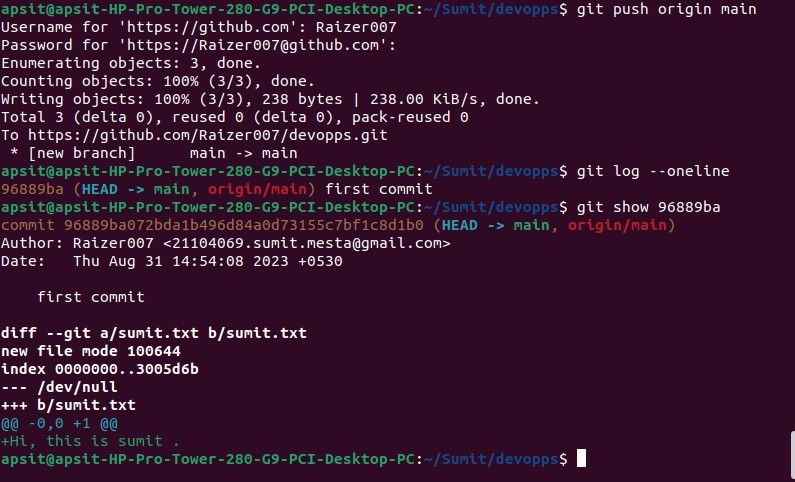 apsit@apsit-HP-Pro-Tower-280-G9-PCI-Desktop-PC:~/Sumit/devopps$ git push origin main
Username for 'https://github.com': Raizer007
Password for 'https://Raizer007@github.com':
Enumerating objects: 3, done.
Counting objects: 100% (3/3), done.
Writing objects: 100% (3/3), 238 bytes | 238.00 KiB/s, done.
Total 3 (delta 0), reused 0 (delta 0), pack-reused 0
To https://github.com/Raizer007/devopps.git
 * [new branch]      main -> main
apsit@apsit-HP-Pro-Tower-280-G9-PCI-Desktop-PC:~/Sumit/devopps$ git log --oneline
96889ba (HEAD -> main, origin/main) first commit
apsit@apsit-HP-Pro-Tower-280-G9-PCI-Desktop-PC:~/Sumit/devopps$ git show 96889ba
commit 96889ba072bda1b496d84a0d73155c7bf1c8d1b0 (HEAD -> main, origin/main)
Author: Raizer007 <21104069.sumit.mesta@gmail.com>
Date:   Thu Aug 31 14:54:08 2023 +0530
    first commit
diff --git a/sumit.txt b/sumit.txt
new file mode 100644
index 0000000..3005d6b
--- /dev/null
+++ b/sumit.txt
@@ -0,0 +1 @@
+Hi, this is sumit .
apsit@apsit-HP-Pro-Tower-280-G9-PCI-Desktop-PC:~/Sumit/devopps$